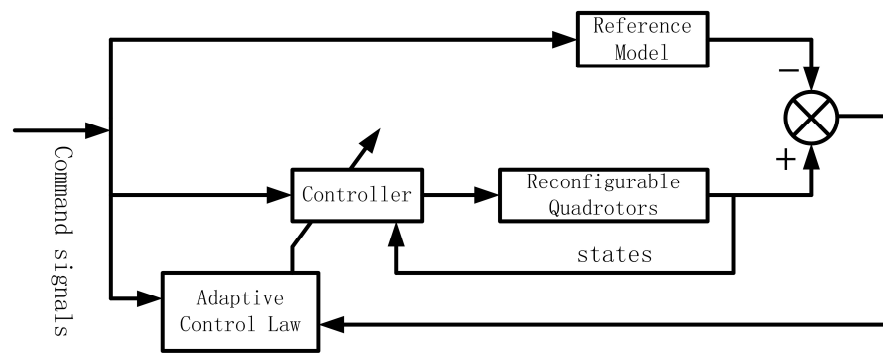 Reference
Model
−
+
Command signals
Controller
Reconfigurable
Quadrotors
states
Adaptive
Control Law